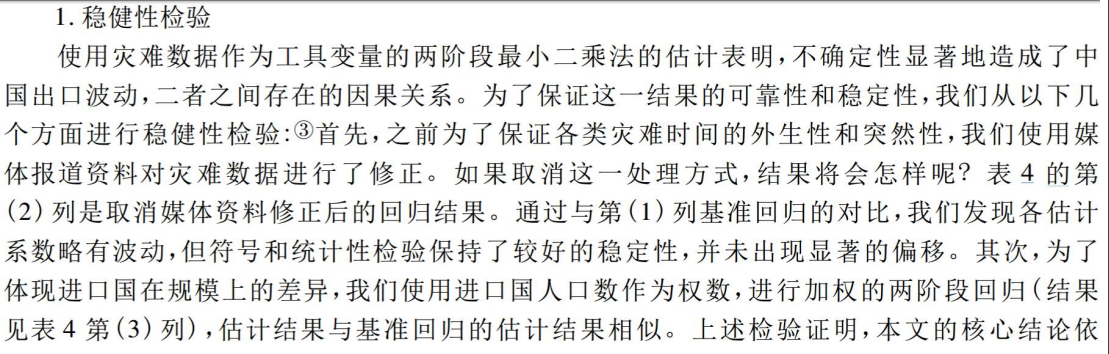 1. 稳健性检验
使用灾难数据作为工具变量的两阶段最小二乘法的估计表明,不确定性显著地造成了中
国出口波动,二者之间存在的因果关系。为了保证这一结果的可靠性和稳定性,我们从以下几
个方面进行稳健性检验:③首先,之前为了保证各类灾难时间的外生性和突然性,我们使用媒
体报道资料对灾难数据进行了修正。如果取消这一处理方式,结果将会怎样呢? 表 4 的第
(2) 列是取消媒体资料修正后的回归结果。通过与第(1) 列基准回归的对比,我们发现各估计
系数略有波动,但符号和统计性检验保持了较好的稳定性,并未出现显著的偏移。其次,为了
体现进口国在规模上的差异,我们使用进口国人口数作为权数,进行加权的两阶段回归(结果
见表 4 第(3) 列),估计结果与基准回归的估计结果相似。上述检验证明,本文的核心结论依